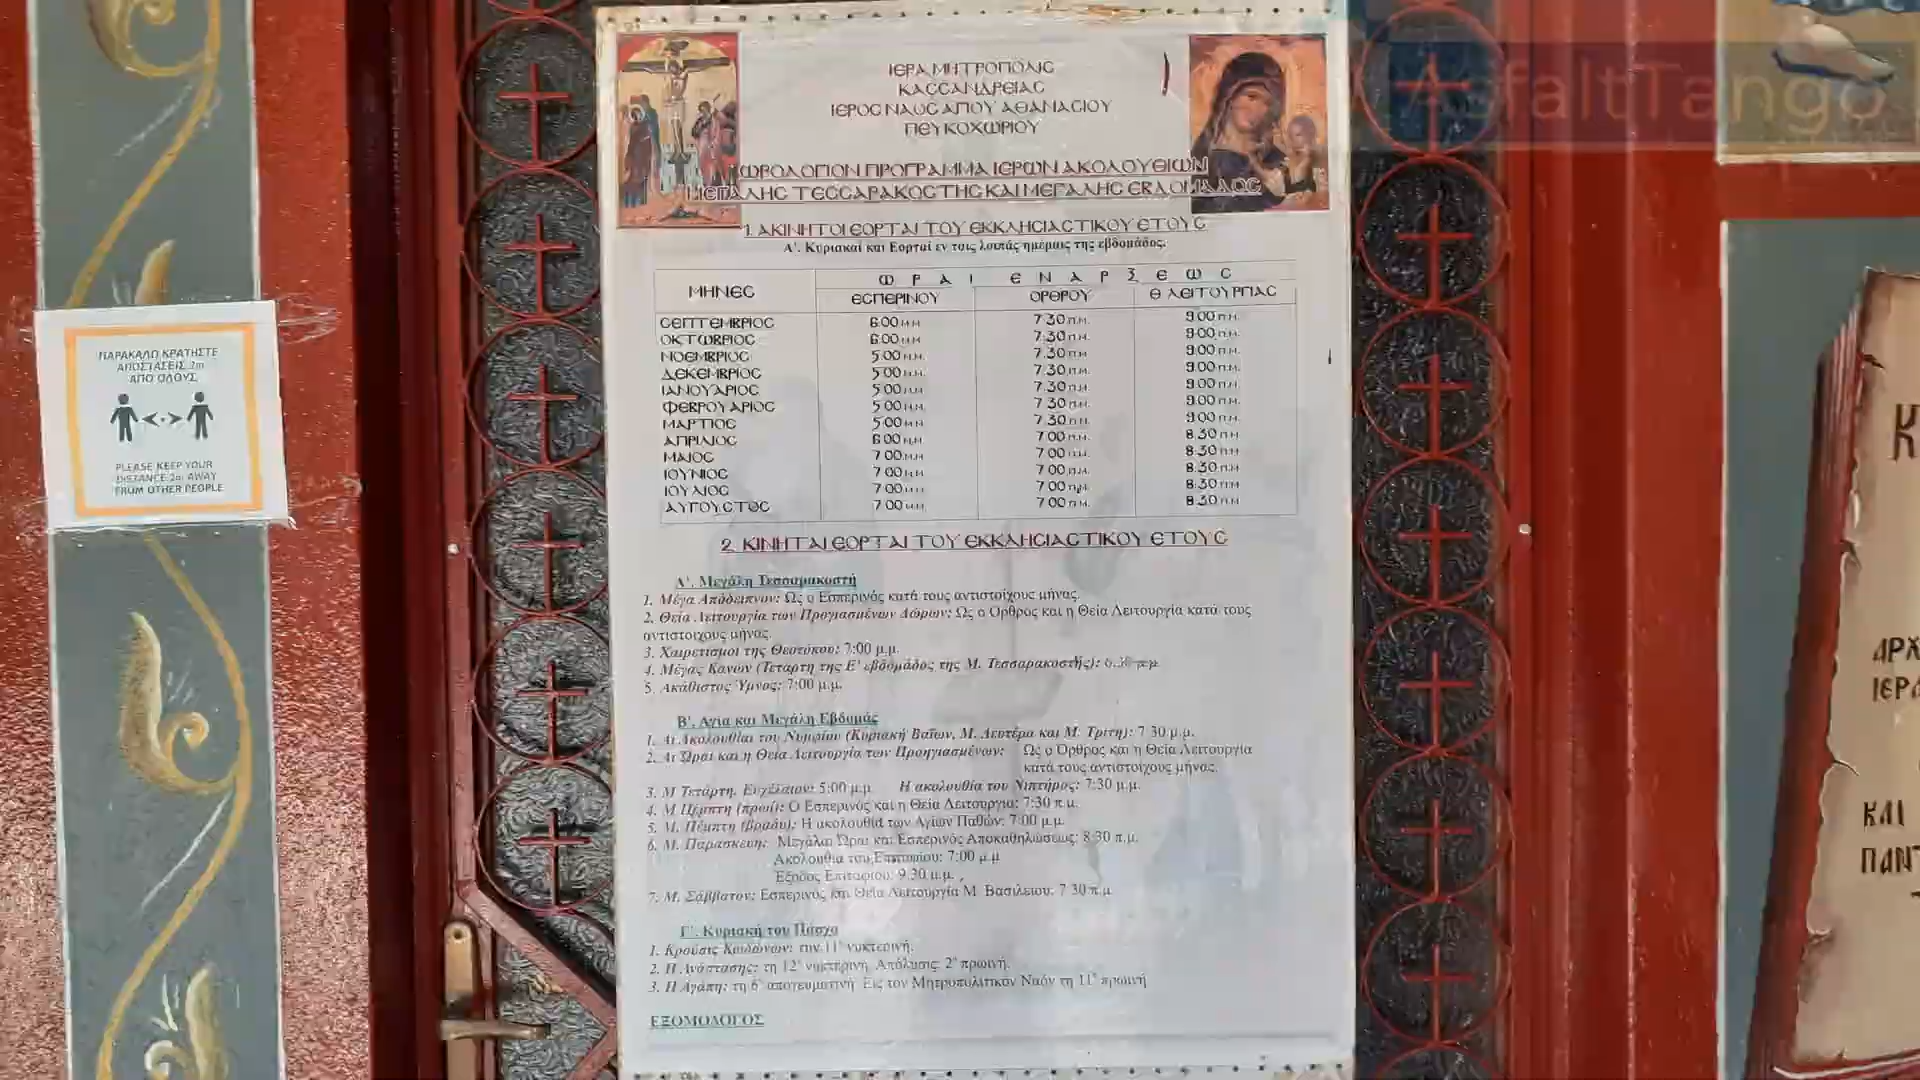 AsfaltTango
ΙΕΡΑ ΜΗΤΡΟΠΟΛΙΣ
ΚΑΣΣΑΝΔΡΕΙΑΣ
ΙΕΡΟΣ ΝΑΟΣ ΑΓΙΟΥ ΑΘΑΝΑΣΙΟΥ
ΠΕΥΚΟΧΩΡΙΟΥ
ΩΡΟΛΟΓΙΟΝ ΠΡΟΓΡΑΜΜΑ ΙΕΡΩΝ ΑΚΟΛΟΥΘΙΩΝ
ΜΕΓΑΛΗΣ ΤΕΣΣΑΡΑΚΟΣΤΗΣ ΚΑΙ ΜΕΓΑΛΗΣ ΕΒΔΟΜΑΔΟΣ
1. ΑΚΙΝΗΤΟΙ ΕΟΡΤΑΙ ΤΟΥ ΕΚΚΛΗΣΙΑΣΤΙΚΟΥ ΕΤΟΥΣ
Α'. Κυριακαί και Εορταί εν ταις λοιπάς ημέραις της εβδομάδος.
ΜΗΝΕΣ ΩΡΑΙ ΕΝΑΡΞΕΩΣ
ΕΣΠΕΡΙΝΟΥ ΟΡΘΡΟΥ Θ ΛΕΙΤΟΥΡΓΙΑΣ
ΣΕΠΤΕΜΒΡΙΟΣ 6:00 μ.μ. 7:30 π.μ. 9:00 π.μ.
ΟΚΤΩΒΡΙΟΣ 6:00 μ.μ. 7:30 π.μ. 9:00 π.μ.
ΝΟΕΜΒΡΙΟΣ 5:00 μ.μ. 7:30 π.μ. 9:00 π.μ.
ΔΕΚΕΜΒΡΙΟΣ 5:00 μ.μ. 7:30 π.μ. 9:00 π.μ.
ΙΑΝΟΥΑΡΙΟΣ 5:00 μ.μ. 7:30 π.μ. 9:00 π.μ.
ΦΕΒΡΟΥΑΡΙΟΣ 5:00 μ.μ. 7:30 π.μ. 9:00 π.μ.
ΜΑΡΤΙΟΣ 5:00 μ.μ. 7:30 π.μ. 9:00 π.μ.
ΑΠΡΙΛΙΟΣ 6:00 μ.μ. 7:00 π.μ. 8:30 π.μ.
ΜΑΙΟΣ 7:00 μ.μ. 7:00 π.μ. 8:30 π.μ.
ΙΟΥΝΙΟΣ 7:00 μ.μ. 7:00 π.μ. 8:30 π.μ.
ΙΟΥΛΙΟΣ 7:00 μ.μ. 7:00 π.μ. 8:30 π.μ.
ΑΥΓΟΥΣΤΟΣ 7:00 μ.μ. 7:00 π.μ. 8:30 π.μ.
2. ΚΙΝΗΤΑΙ ΕΟΡΤΑΙ ΤΟΥ ΕΚΚΛΗΣΙΑΣΤΙΚΟΥ ΕΤΟΥΣ
Α'. Μεγάλη Τεσσαρακοστή
1. Μέγα Απόδειπνον: Ως ο Εσπερινός κατά τους αντιστοίχους μήνας.
2. Θεία Λειτουργία των Προγιασμένων Δώρων: Ως ο Όρθρος και η Θεία Λειτουργία κατά τους
αντιστοίχους μήνας.
3. Χαιρετισμοί της Θεοτόκου: 7:00 μ.μ.
4. Μέγας Κανών (Τετάρτη της Ε' εβδομάδος της Μ. Τεσσαρακοστής): 6:30 μ.μ.
5. Ακάθιστος Ύμνος: 7:00 μ.μ.
Β'. Αγία και Μεγάλη Εβδομάς
1. Αι Ακολουθίαι του Νυμφίου (Κυριακή Βαΐων, Μ. Δευτέρα και Μ. Τρίτη): 7:30 μ.μ.
2. Αι Ώραι και η Θεία Λειτουργία των Προηγιασμένων: Ως ο Όρθρος και η Θεία Λειτουργία
κατά τους αντιστοίχους μήνας.
3. Μ Τετάρτη. Ευχέλαιον: 5:00 μ.μ. Η ακολουθία του Νιπτήρος: 7:30 μ.μ.
4. Μ Πέμπτη (πρωί): Ο Εσπερινός και η Θεία Λειτουργία: 7:30 π.μ.
5. Μ. Πέμπτη (βράδυ): Η ακολουθία των Αγίων Παθών: 7:00 μ.μ.
6. Μ. Παρασκευή: Μεγάλαι Ώραι και Εσπερινός Αποκαθηλώσεως: 8:30 π.μ.
Ακολουθία του Επιταφίου: 7:00 μ.μ
Έξοδος Επιταφίου: 9:30 μ.μ.
7. Μ. Σάββατον: Εσπερινός και Θεία Λειτουργία Μ. Βασιλείου: 7:30 π.μ.
Γ'. Κυριακή του Πάσχα
1. Κρούσις Κωδώνων: την 11η νυκτερινή.
2. Η Ανάστασης: τη 12η νυκτερινή. Απόλυσις: 2α πρωινή.
3. Η Αγάπη: τη 6η απογευματινή. Εις τον Μητροπολιτικόν Ναόν τη 11η πρωινή
ΕΞΟΜΟΛΟΓΟΣ
ΠΑΡΑΚΑΛΩ ΚΡΑΤΗΣΤΕ
ΑΠΟΣΤΑΣΕΙΣ 2m
ΑΠΟ ΟΛΟΥΣ
PLEASE KEEP YOUR
DISTANCE 2m AWAY
FROM OTHER PEOPLE
ΑΡΧ
ΙΕΡΑ
ΚΑΙ
ΠΑΝΤ